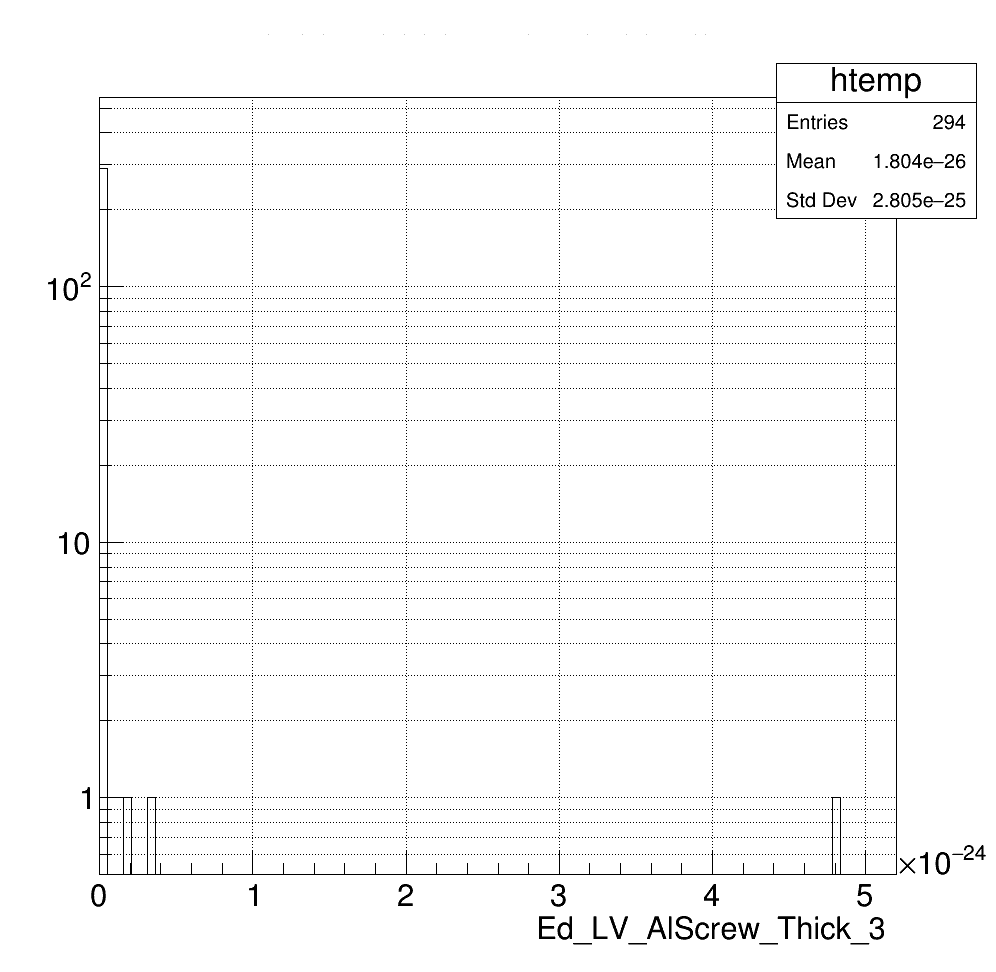 htemp
Entries 294
Mean 1.804e−26
Std Dev 2.805e−25
10²
10
1
0 1 2 3 4 5
×10⁻²⁴
Ed_LV_AlScrew_Thick_3